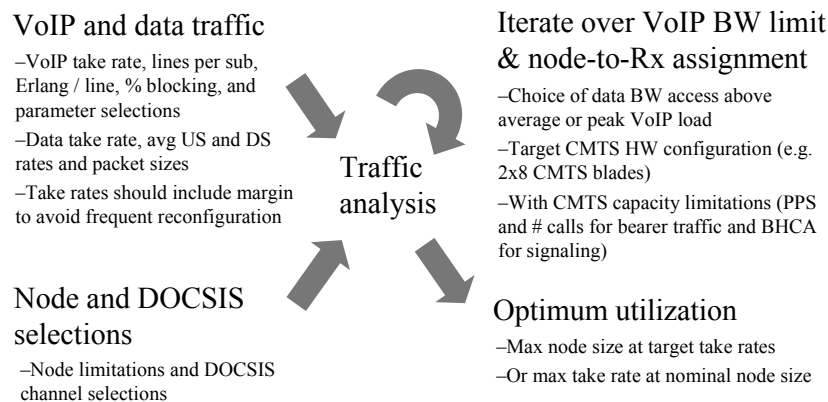 VoIP and data traffic
–VoIP take rate, lines per sub,
Erlang / line, % blocking, and
parameter selections
–Data take rate, avg US and DS
rates and packet sizes
–Take rates should include margin
to avoid frequent reconfiguration
Node and DOCSIS
selections
–Node limitations and DOCSIS
channel selections
Traffic
analysis
Iterate over VoIP BW limit
& node-to-Rx assignment
–Choice of data BW access above
average or peak VoIP load
–Target CMTS HW configuration (e.g.
2x8 CMTS blades)
–With CMTS capacity limitations (PPS
and # calls for bearer traffic and BHCA
for signaling)
Optimum utilization
–Max node size at target take rates
–Or max take rate at nominal node size